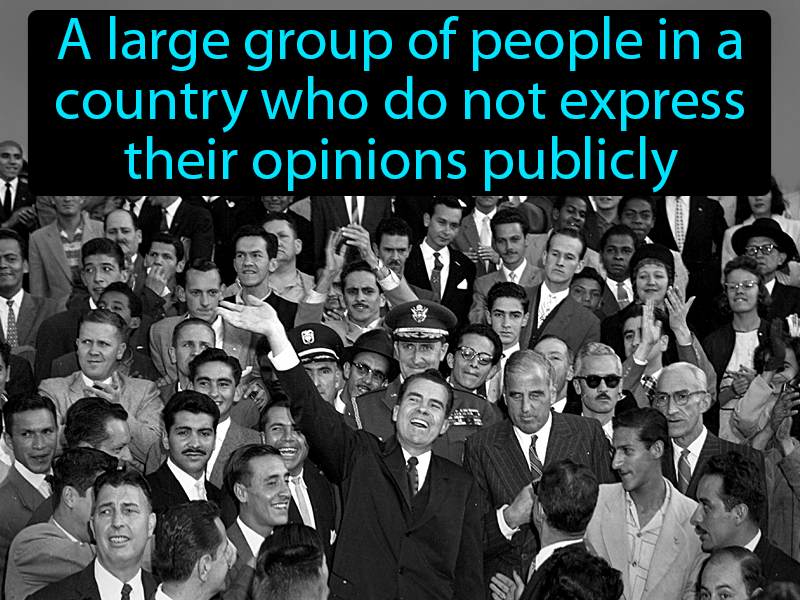 A large group of people in a
country who do not express
their opinions publicly